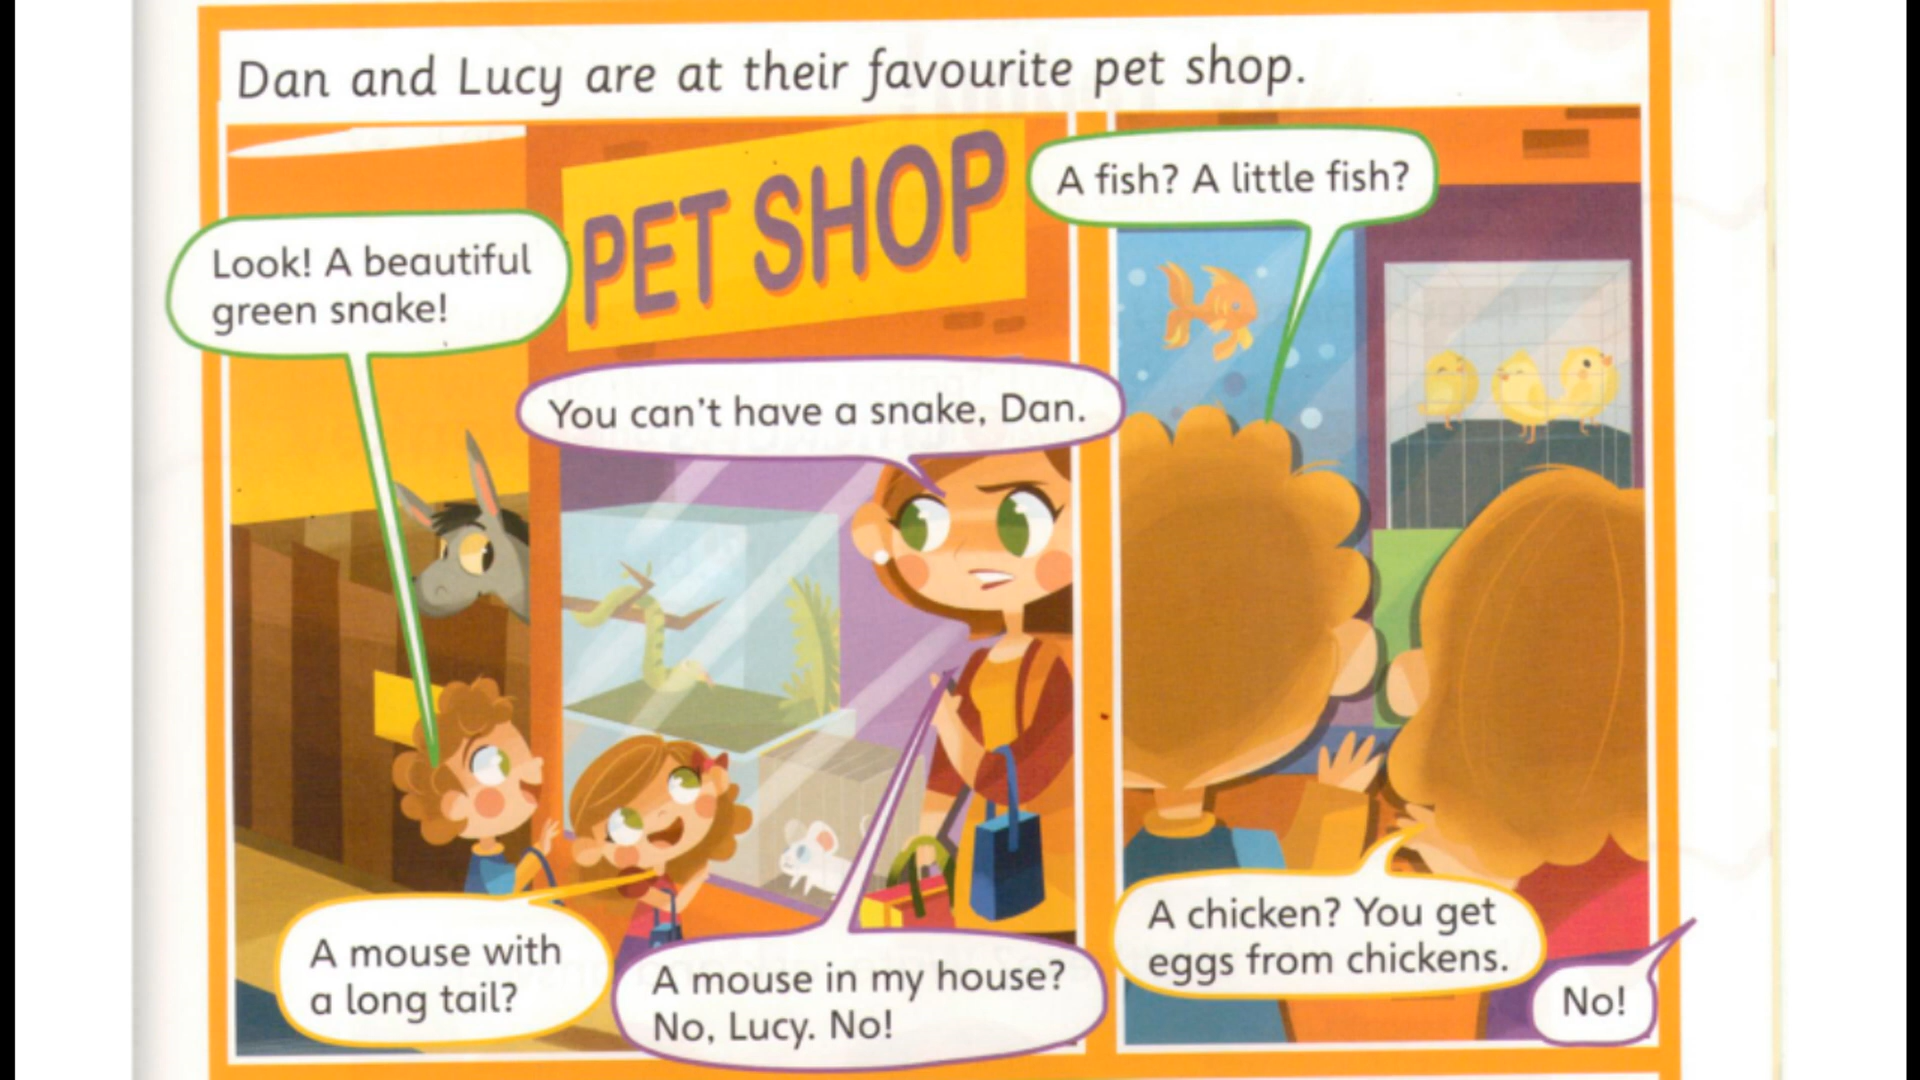 Dan and Lucy are at their favourite pet shop.
PET SHOP
Look! A beautiful
green snake!
You can't have a snake, Dan.
A mouse with
a long tail?
A mouse in my house?
No, Lucy. No!
A fish? A little fish?
A chicken? You get
eggs from chickens.
No!